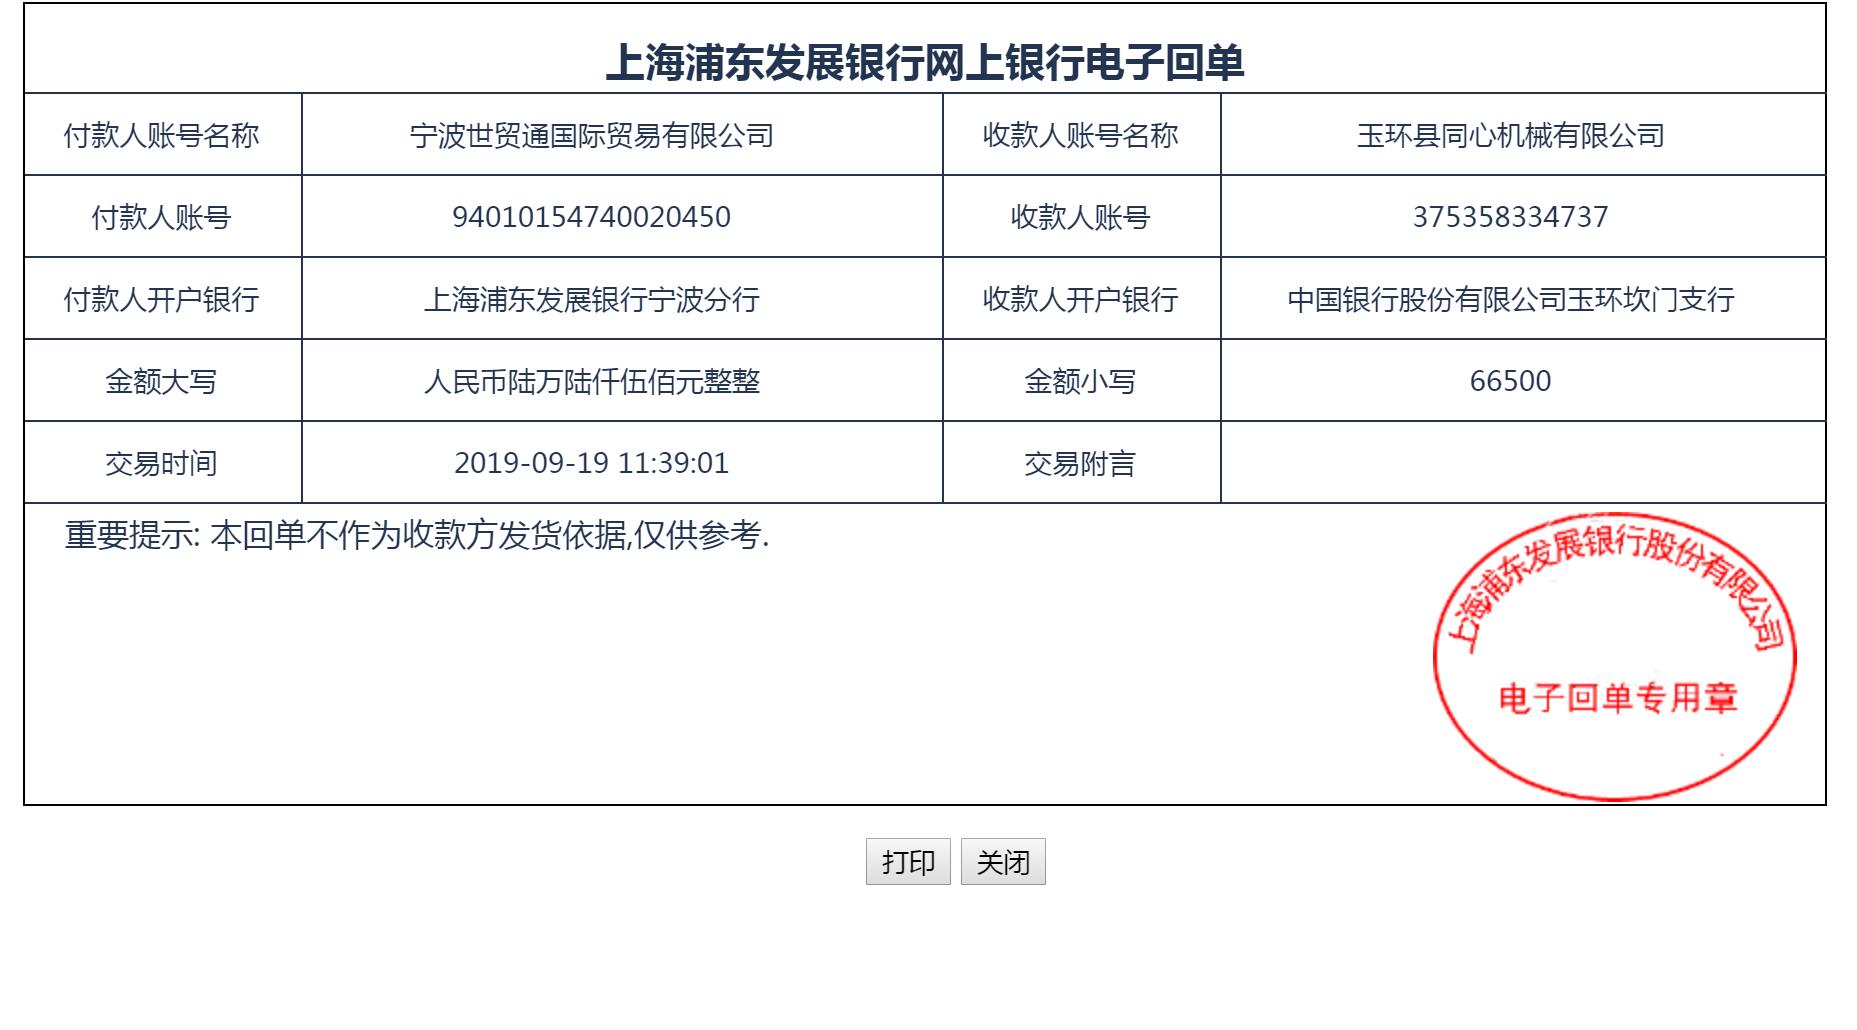 上海浦东发展银行网上银行电子回单
付款人账号名称 宁波世贸通国际贸易有限公司 收款人账号名称 玉环县同心机械有限公司
付款人账号 94010154740020450 收款人账号 375358334737
付款人开户银行 上海浦东发展银行宁波分行 收款人开户银行 中国银行股份有限公司玉环坎门支行
金额大写 人民币陆万陆仟伍佰元整整 金额小写 66500
交易时间 2019-09-19 11:39:01 交易附言
重要提示: 本回单不作为收款方发货依据,仅供参考.
上海浦东发展银行股份有限公司
电子回单专用章
打印 关闭